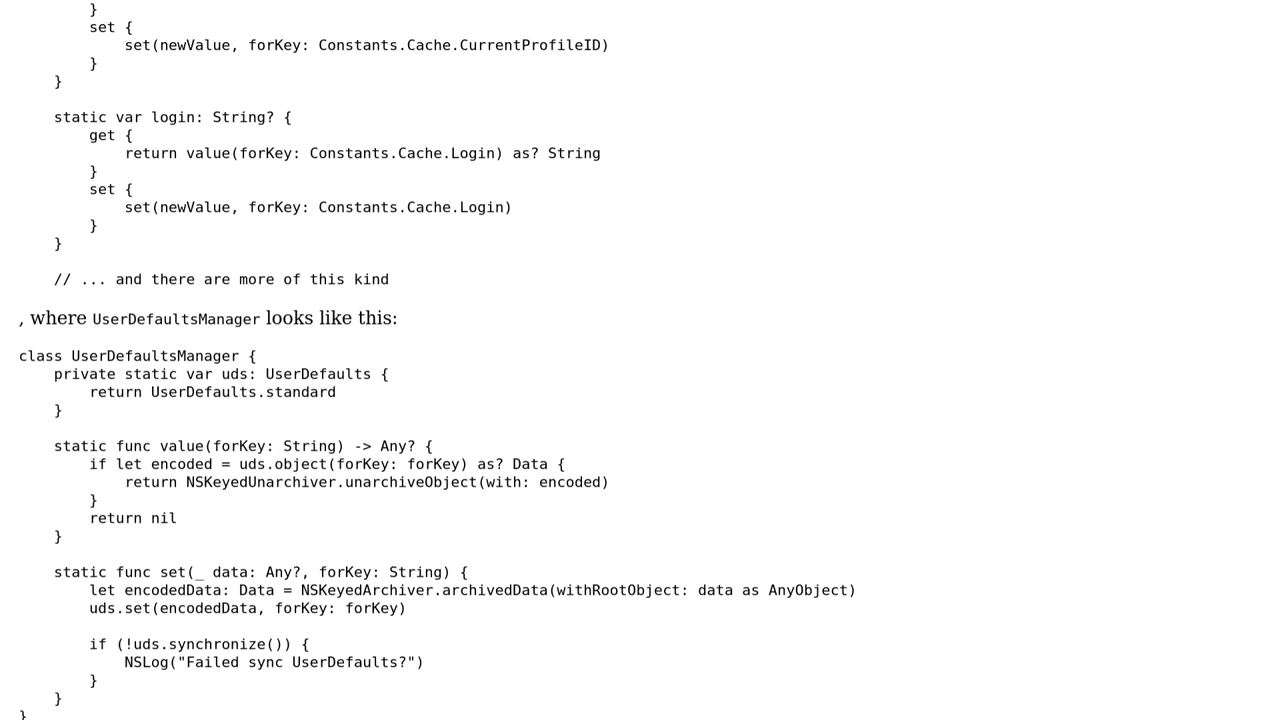 }
        set {
            set(newValue, forKey: Constants.Cache.CurrentProfileID)
        }
    }

    static var login: String? {
        get {
            return value(forKey: Constants.Cache.Login) as? String
        }
        set {
            set(newValue, forKey: Constants.Cache.Login)
        }
    }

    // ... and there are more of this kind

, where UserDefaultsManager looks like this:

class UserDefaultsManager {
    private static var uds: UserDefaults {
        return UserDefaults.standard
    }

    static func value(forKey: String) -> Any? {
        if let encoded = uds.object(forKey: forKey) as? Data {
            return NSKeyedUnarchiver.unarchiveObject(with: encoded)
        }
        return nil
    }

    static func set(_ data: Any?, forKey: String) {
        let encodedData: Data = NSKeyedArchiver.archivedData(withRootObject: data as AnyObject)
        uds.set(encodedData, forKey: forKey)

        if (!uds.synchronize()) {
            NSLog("Failed sync UserDefaults?")
        }
    }
}